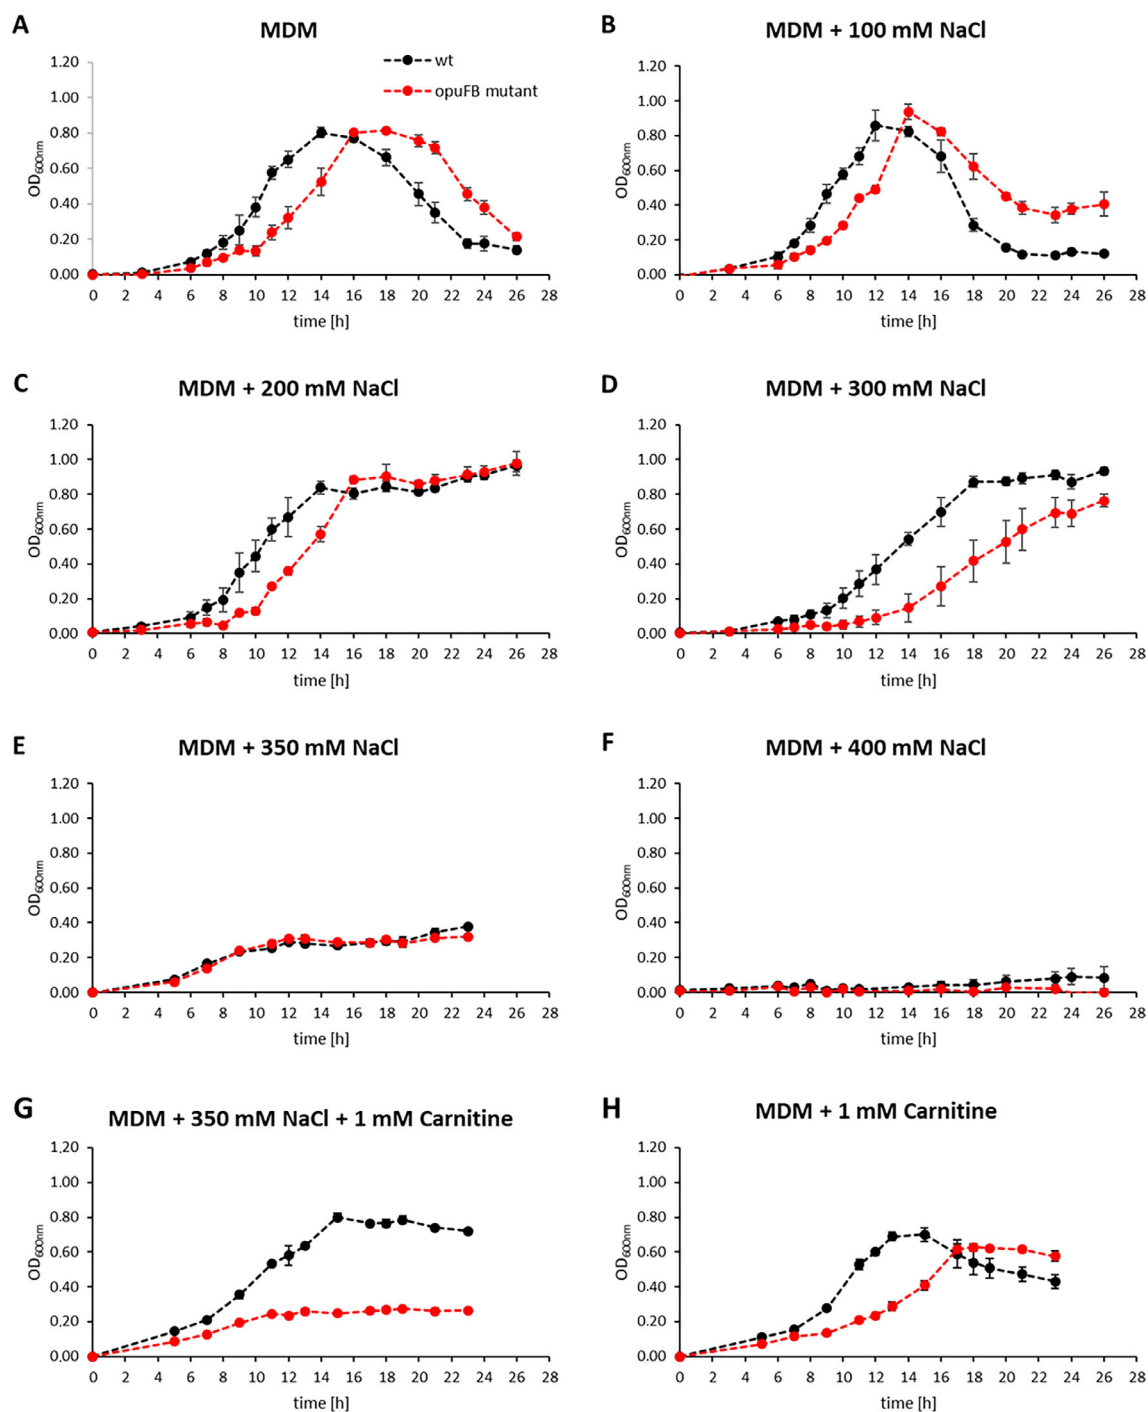 A
MDM
wt
opuFB mutant
1.20
1.00
0.80
0.60
0.40
0.20
0.00
OD600nm
0 2 4 6 8 10 12 14 16 18 20 22 24 26 28
time [h]
B
MDM + 100 mM NaCl
1.20
1.00
0.80
0.60
0.40
0.20
0.00
OD600nm
0 2 4 6 8 10 12 14 16 18 20 22 24 26 28
time [h]
C
MDM + 200 mM NaCl
1.20
1.00
0.80
0.60
0.40
0.20
0.00
OD600nm
0 2 4 6 8 10 12 14 16 18 20 22 24 26 28
time [h]
D
MDM + 300 mM NaCl
1.20
1.00
0.80
0.60
0.40
0.20
0.00
OD600nm
0 2 4 6 8 10 12 14 16 18 20 22 24 26 28
time [h]
E
MDM + 350 mM NaCl
1.20
1.00
0.80
0.60
0.40
0.20
0.00
OD600nm
0 2 4 6 8 10 12 14 16 18 20 22 24 26 28
time [h]
F
MDM + 400 mM NaCl
1.20
1.00
0.80
0.60
0.40
0.20
0.00
OD600nm
0 2 4 6 8 10 12 14 16 18 20 22 24 26 28
time [h]
G
MDM + 350 mM NaCl + 1 mM Carnitine
1.20
1.00
0.80
0.60
0.40
0.20
0.00
OD600nm
0 2 4 6 8 10 12 14 16 18 20 22 24 26 28
time [h]
H
MDM + 1 mM Carnitine
1.20
1.00
0.80
0.60
0.40
0.20
0.00
OD600nm
0 2 4 6 8 10 12 14 16 18 20 22 24 26 28
time [h]